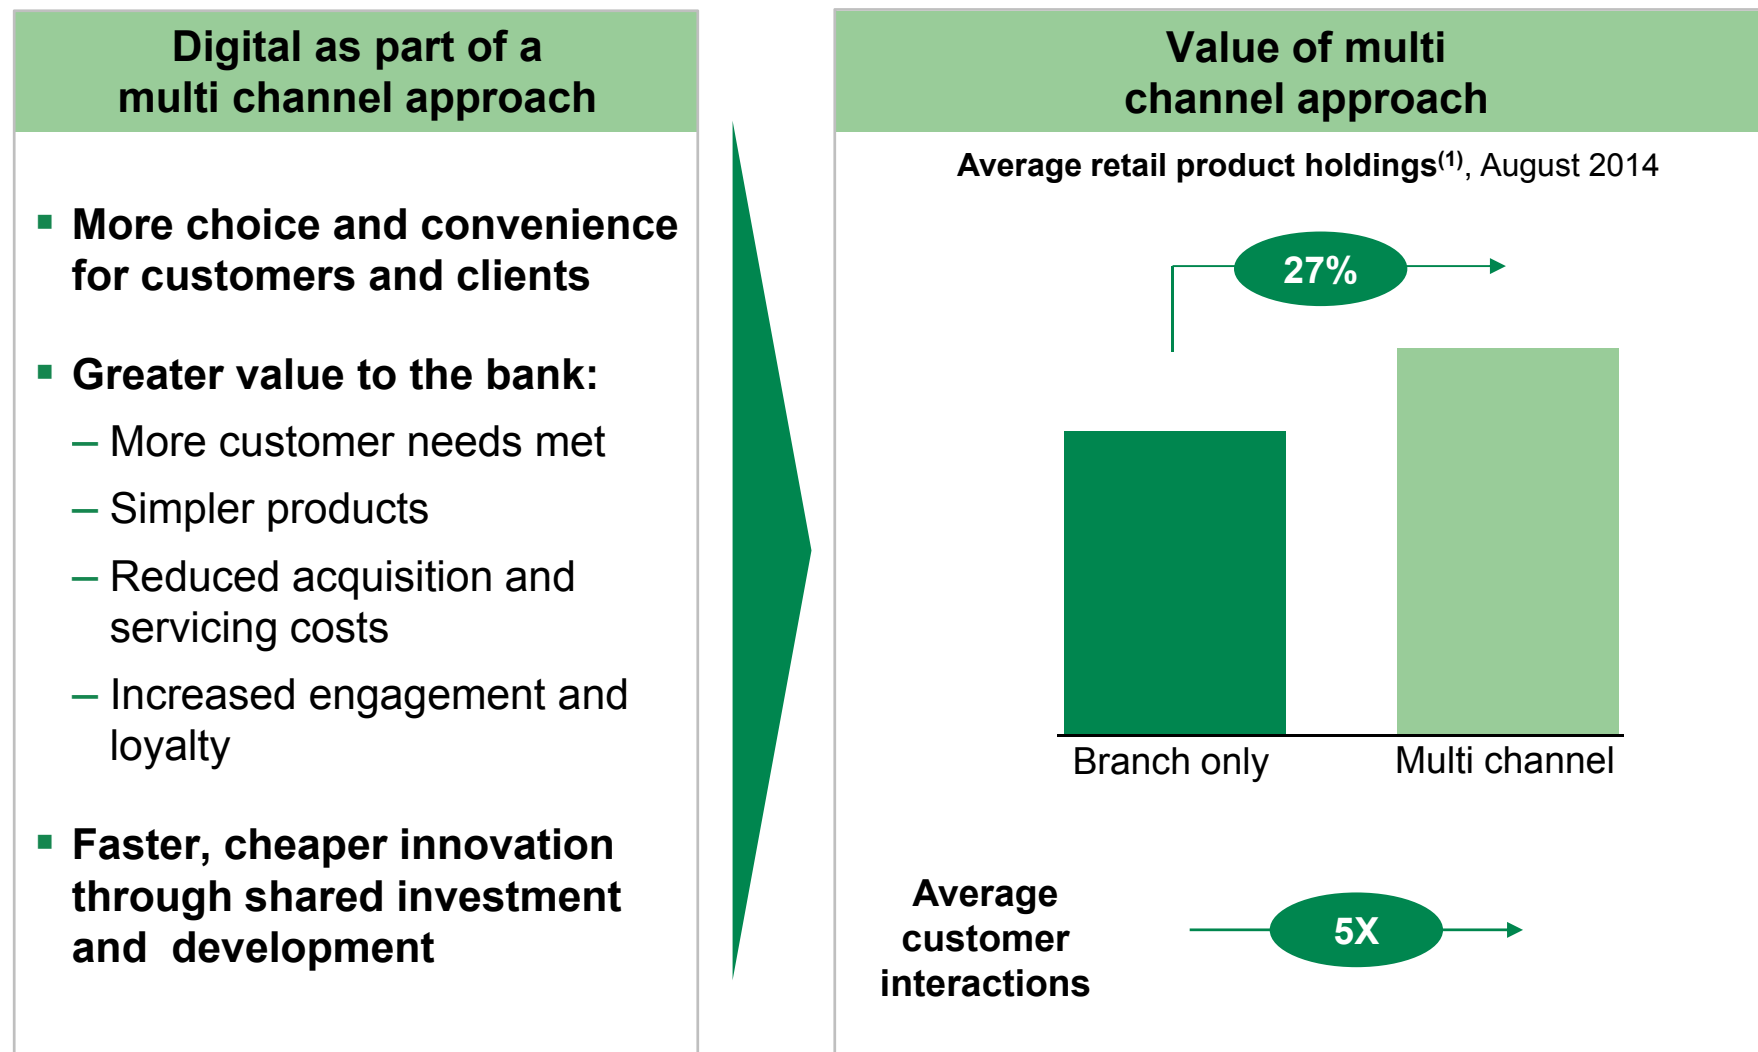 Digital as part of a
multi channel approach
▪ More choice and convenience
for customers and clients
▪ Greater value to the bank:
– More customer needs met
– Simpler products
– Reduced acquisition and
servicing costs
– Increased engagement and
loyalty
▪ Faster, cheaper innovation
through shared investment
and  development
Value of multi
channel approach
Average retail product holdings(1), August 2014
27%
Branch only
Multi channel
Average
customer
interactions
5X